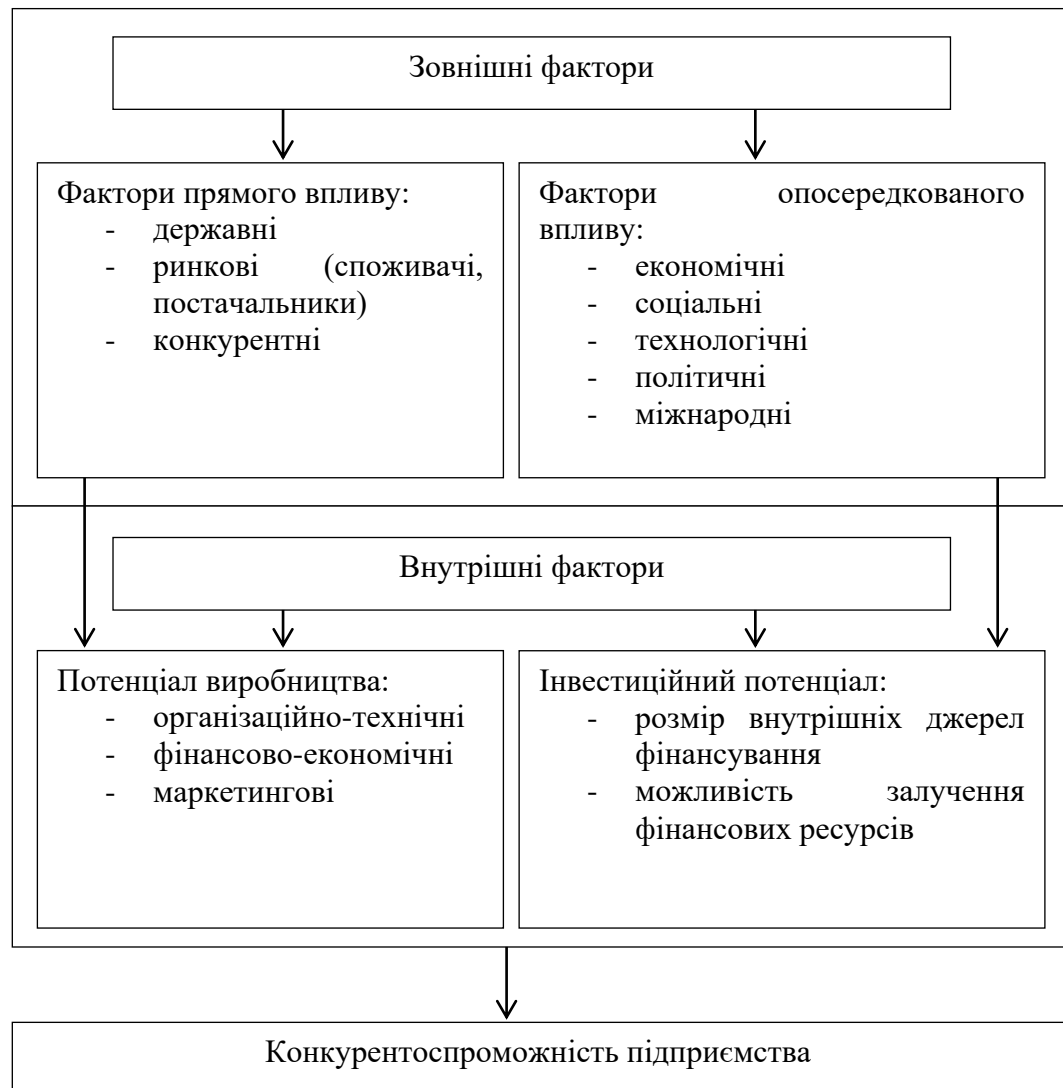 Зовнішні фактори
Фактори прямого впливу:
- державні
- ринкові (споживачі,
постачальники)
- конкурентні
Фактори опосередкованого
впливу:
- економічні
- соціальні
- технологічні
- політичні
- міжнародні
Внутрішні фактори
Потенціал виробництва:
- організаційно-технічні
- фінансово-економічні
- маркетингові
Інвестиційний потенціал:
- розмір внутрішніх джерел
фінансування
- можливість залучення
фінансових ресурсів
Конкурентоспроможність підприємства